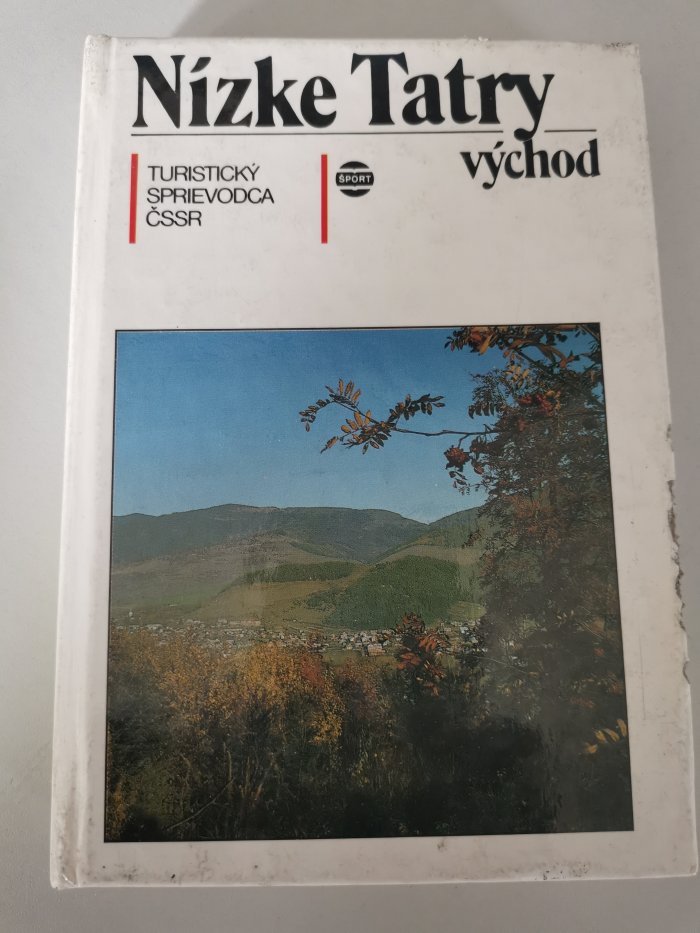 Nízke Tatry
východ
TURISTICKÝ
SPRIEVODCA
ČSSR
ŠPORT